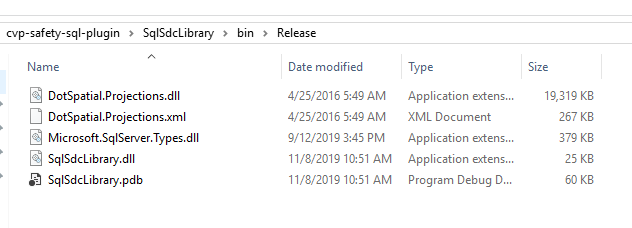 cvp-safety-sql-plugin > SqlSdcLibrary > bin > Release
Name Date modified Type Size
DotSpatial.Projections.dll 4/25/2016 5:49 AM Application extens... 19,319 KB
DotSpatial.Projections.xml 4/25/2016 5:49 AM XML Document 267 KB
Microsoft.SqlServer.Types.dll 9/12/2019 3:45 PM Application extens... 379 KB
SqlSdcLibrary.dll 11/8/2019 10:51 AM Application extens... 25 KB
SqlSdcLibrary.pdb 11/8/2019 10:51 AM Program Debug D... 60 KB